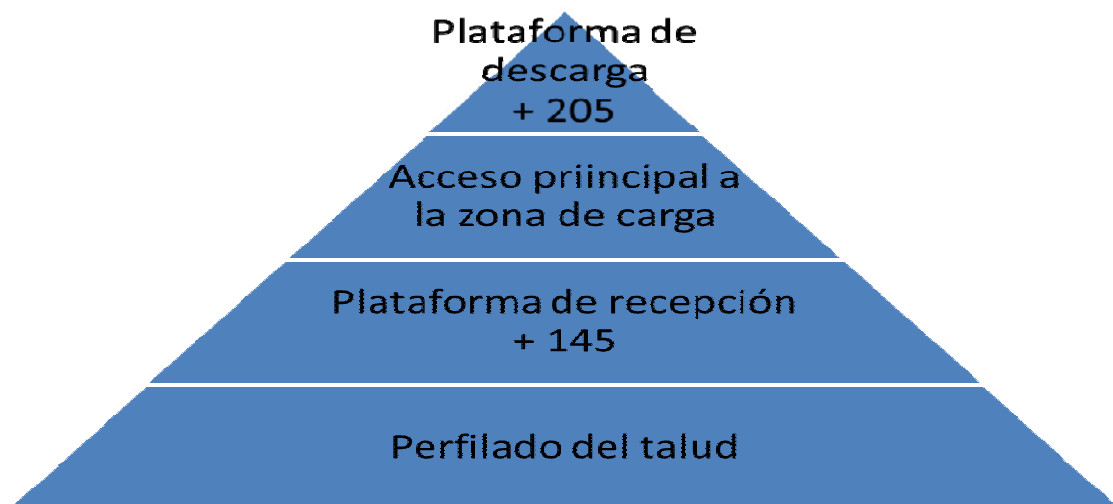 Plataforma de
descarga
+ 205
Acceso priincipal a
la zona de carga
Plataforma de recepción
+ 145
Perfilado del talud